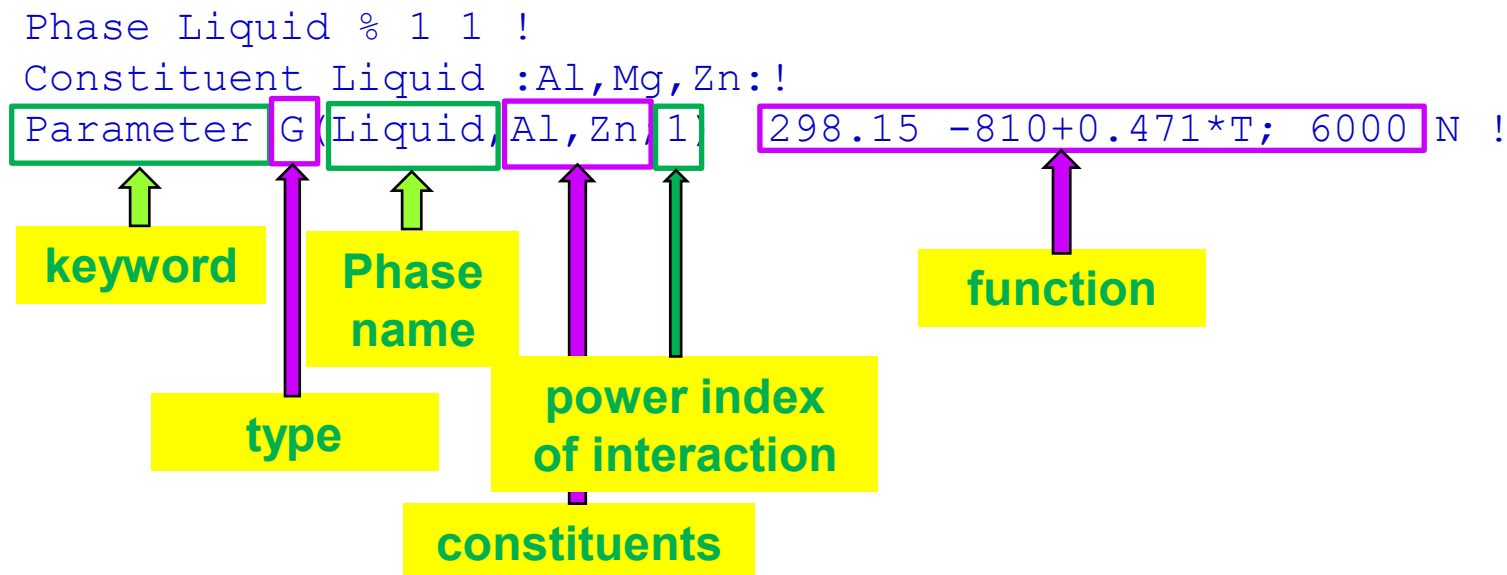 Phase Liquid % 1 1 !
Constituent Liquid :Al,Mg,Zn:!
Parameter G(Liquid,Al,Zn;1) 298.15 -810+0.471*T; 6000 N !
keyword
Phase
name
function
type
power index
of interaction
constituents